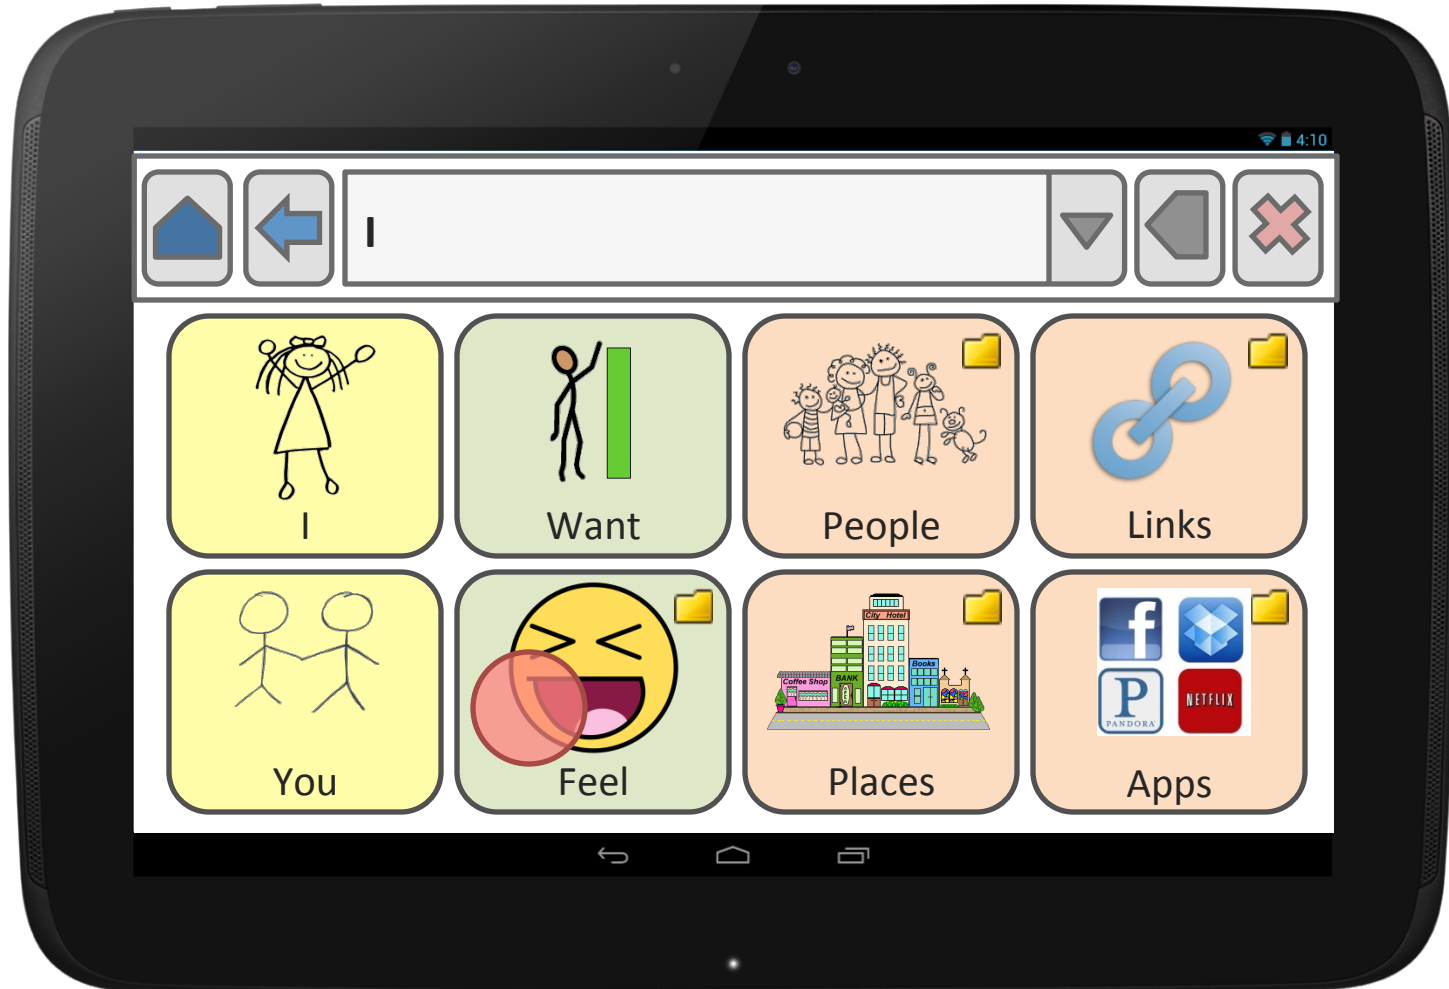 4:10
I
I
Want
People
Links
You
Feel
City Hotel
Books
Coffee Shop
BANK
Places
f
P
PANDORA
NETFLIX
Apps